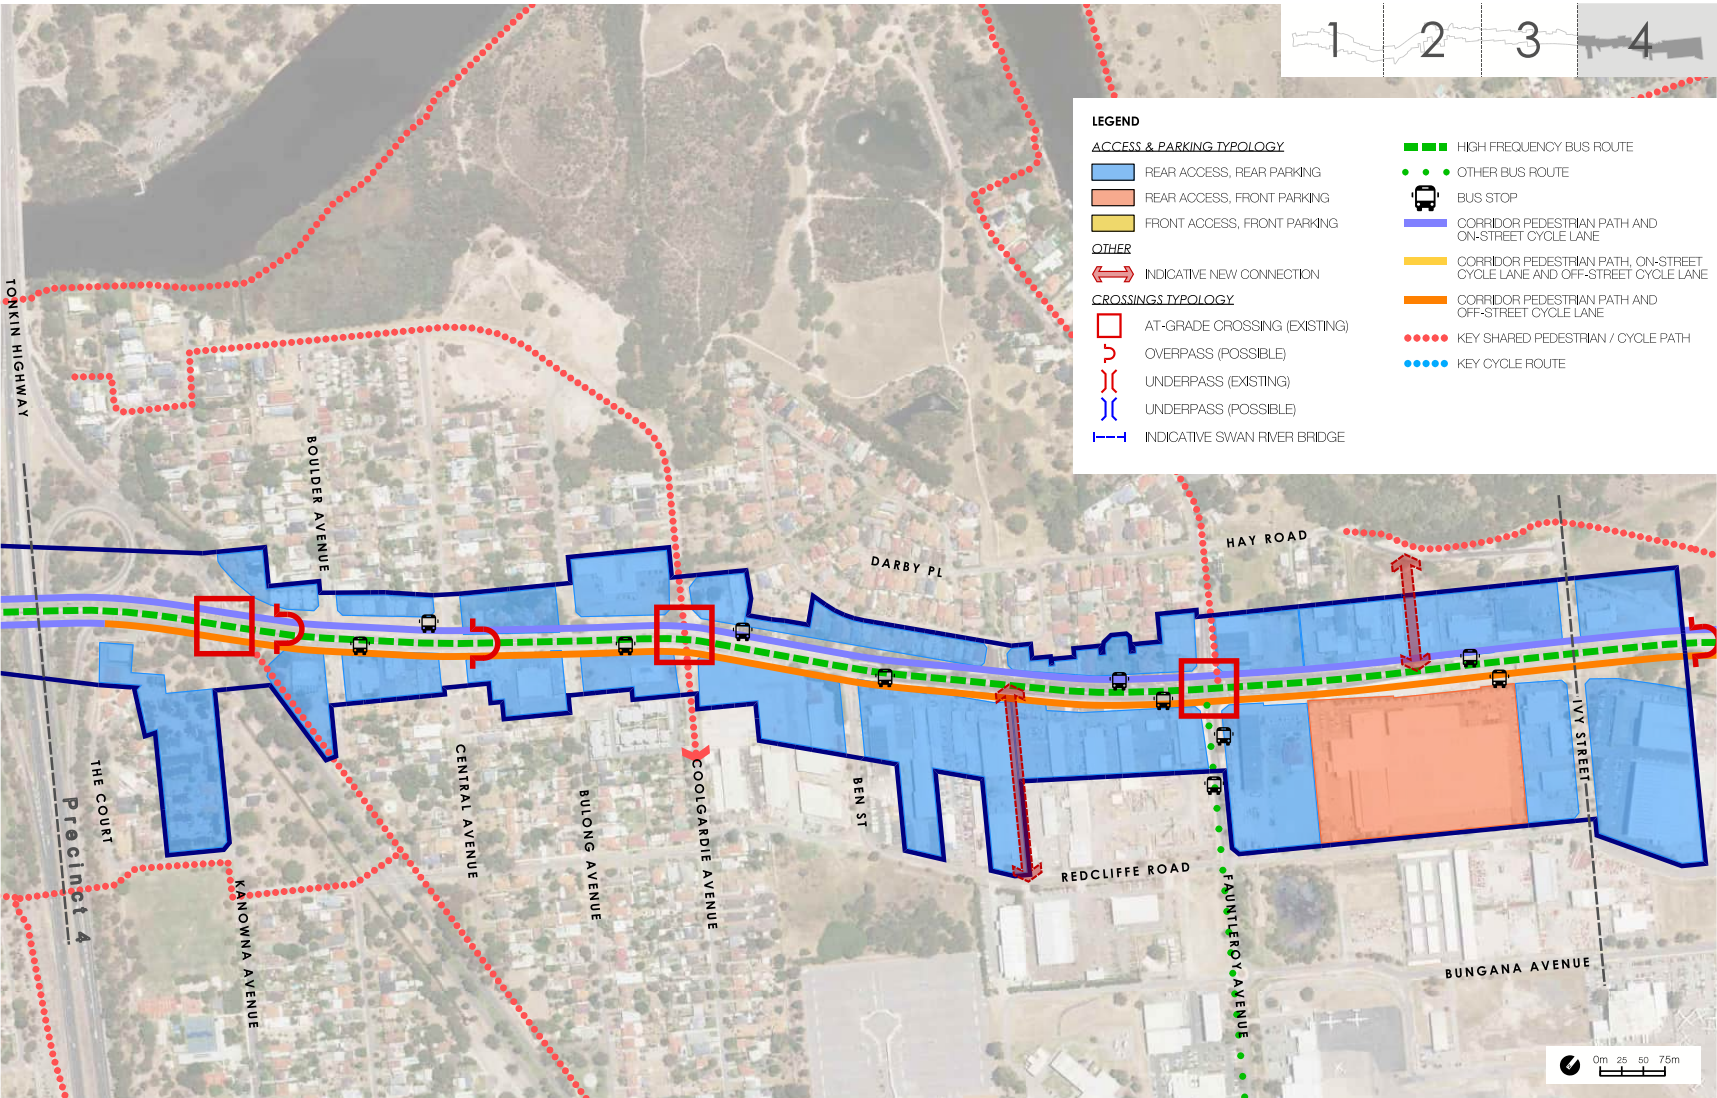 1
2
3
4
LEGEND
ACCESS & PARKING TYPOLOGY
REAR ACCESS, REAR PARKING
REAR ACCESS, FRONT PARKING
FRONT ACCESS, FRONT PARKING
OTHER
INDICATIVE NEW CONNECTION
CROSSINGS TYPOLOGY
AT-GRADE CROSSING (EXISTING)
OVERPASS (POSSIBLE)
UNDERPASS (EXISTING)
UNDERPASS (POSSIBLE)
INDICATIVE SWAN RIVER BRIDGE
HIGH FREQUENCY BUS ROUTE
OTHER BUS ROUTE
BUS STOP
CORRIDOR PEDESTRIAN PATH AND
ON-STREET CYCLE LANE
CORRIDOR PEDESTRIAN PATH, ON-STREET
CYCLE LANE AND OFF-STREET CYCLE LANE
CORRIDOR PEDESTRIAN PATH AND
OFF-STREET CYCLE LANE
KEY SHARED PEDESTRIAN / CYCLE PATH
KEY CYCLE ROUTE
TONKIN HIGHWAY
BOULDER AVENUE
DARBY PL
HAY ROAD
IVY STREET
THE COURT
Precinct 4
KANOWNA AVENUE
CENTRAL AVENUE
BULONG AVENUE
COOLGARDIE AVENUE
BEN ST
REDCLIFFE ROAD
FAUNTLEROY AVENUE
BUNGANA AVENUE
0m 25 50 75m